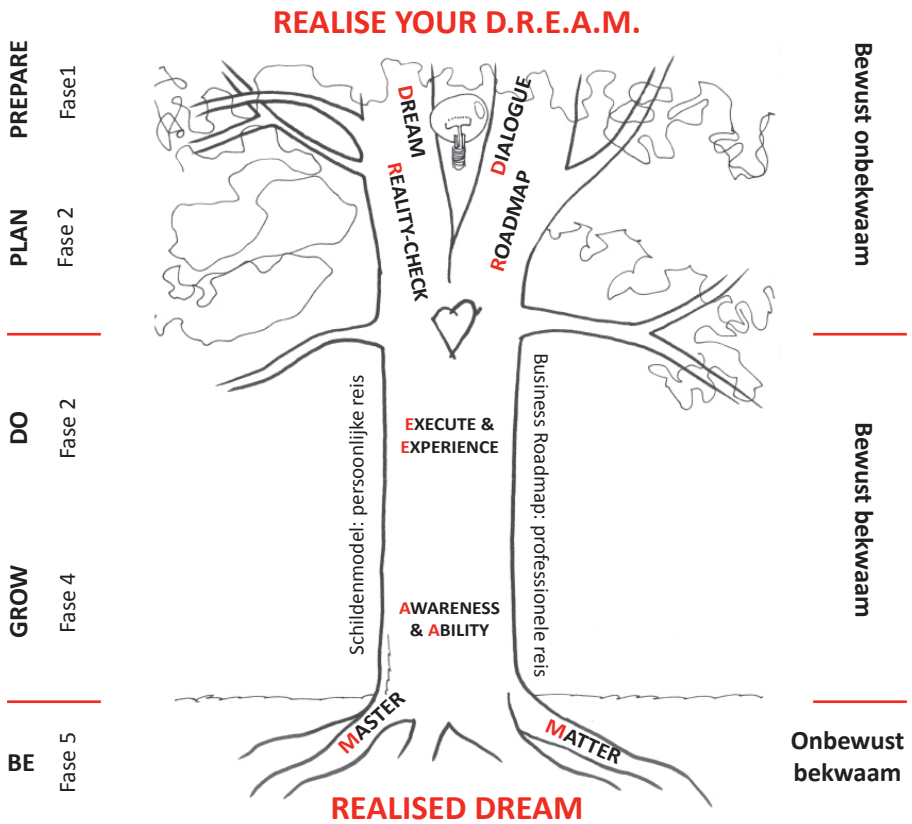 REALISE YOUR D.R.E.A.M.
PREPARE
Fase1
DREAM
DIALOGUE
Bewust onbekwaam
PLAN
Fase 2
REALITY-CHECK
ROADMAP
DO
Fase 2
Schildenmodel: persoonlijke reis
EXECUTE &
EXPERIENCE
Business Roadmap: professionele reis
Bewust bekwaam
GROW
Fase 4
AWARENESS
& ABILITY
BE
Fase 5
MASTER
MATTER
Onbewust
bekwaam
REALISED DREAM